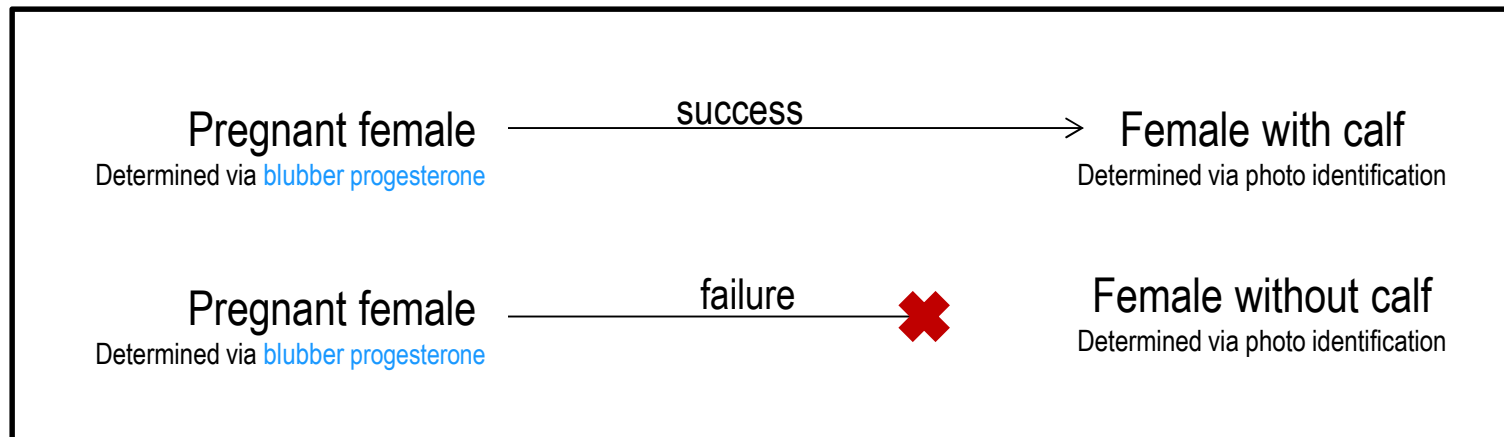 success
Pregnant female
Female with calf
Determined via blubber progesterone
Determined via photo identification
failure
Pregnant female
Female without calf
Determined via blubber progesterone
Determined via photo identification